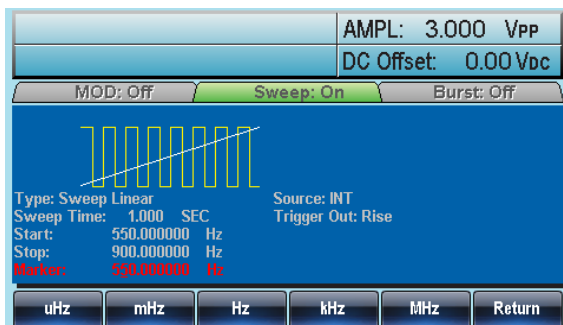 AMPL: 3.000 VPP
DC Offset: 0.00 VDC
MOD: Off Sweep: On Burst: Off
Type: Sweep Linear Source: INT
Sweep Time: 1.000 SEC Trigger Out: Rise
Start: 550.000000 Hz
Stop: 900.000000 Hz
Marker: 550.000000 Hz
uHz mHz Hz kHz MHz Return